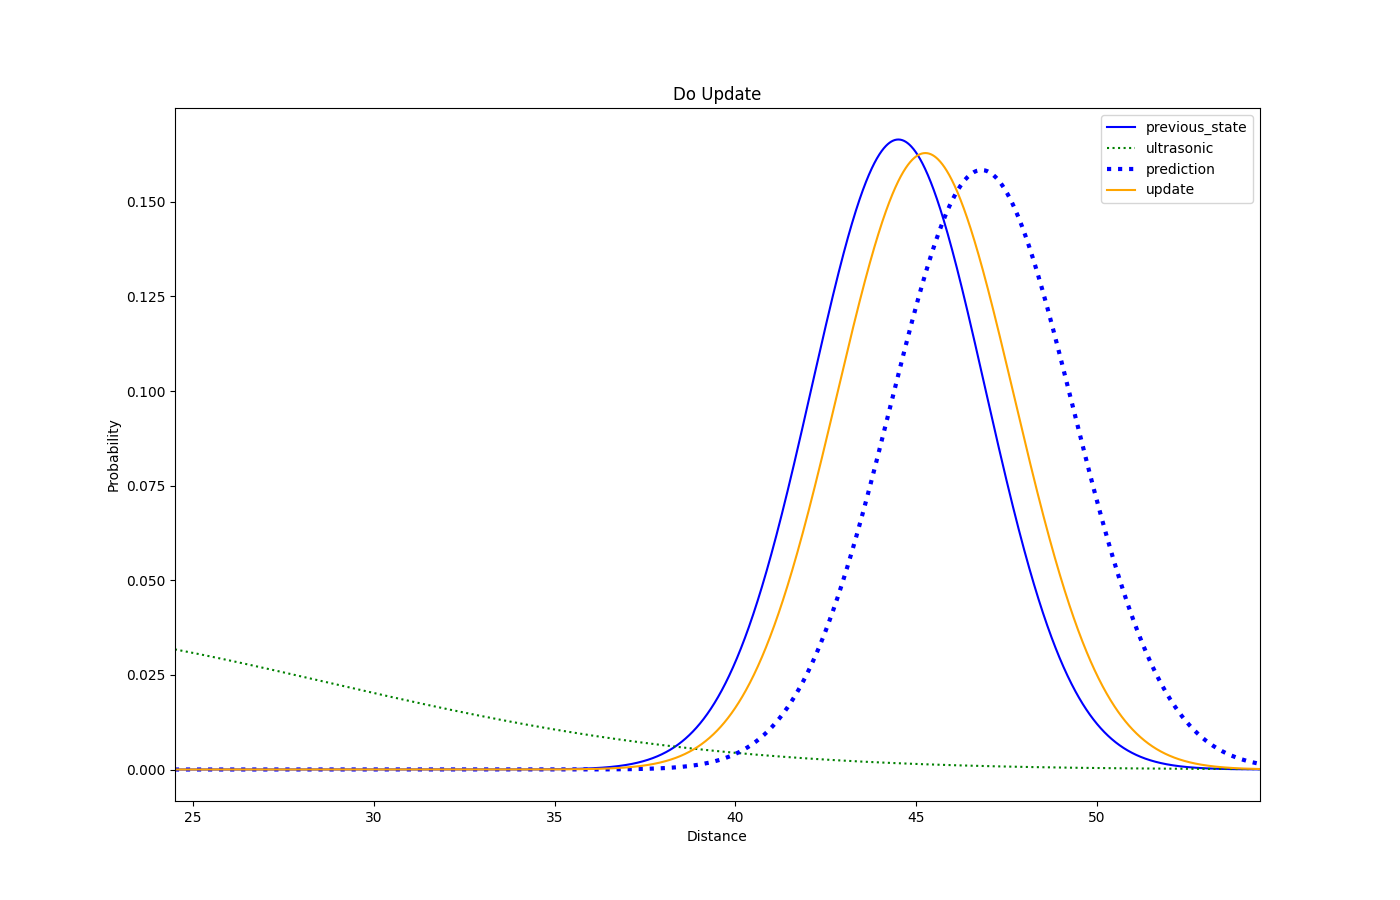 Do Update
previous_state
ultrasonic
prediction
update
0.150
0.125
0.100
0.075
0.050
0.025
0.000
Probability
25 30 35 40 45 50
Distance